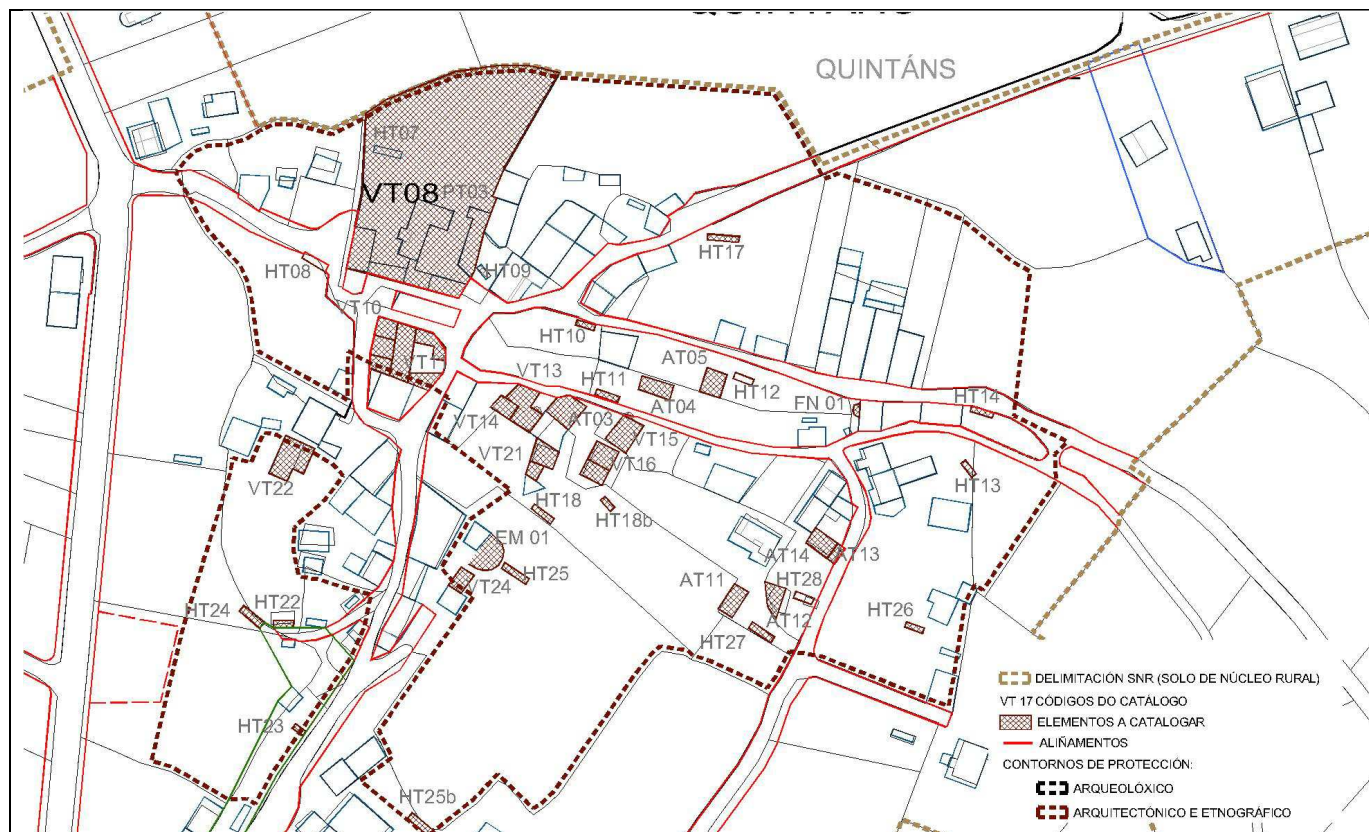 QUINTÁNS
HT07
VT08
PT03
HT17
HT08
HT09
VT10
HT10
VT11
AT05
VT13
HT11
HT12
AT04
FN 01
HT14
VT14
AT03
VT15
VT21
VT16
HT13
VT22
HT18
HT18b
EM 01
AT14
AT13
HT25
VT24
AT11
HT28
HT24
HT22
AT12
HT26
HT27
HT23
HT25b
DELIMITACIÓN SNR (SOLO DE NÚCLEO RURAL)
VT 17 CÓDIGOS DO CATÁLOGO
ELEMENTOS A CATALOGAR
ALIÑAMENTOS
CONTORNOS DE PROTECCIÓN:
ARQUEOLÓXICO
ARQUITECTÓNICO E ETNOGRÁFICO